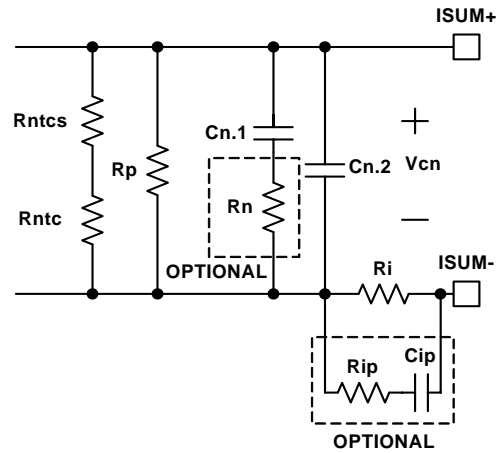 ISUM+
Rntcs
Cn.1
+
Rp
Cn.2
Vcn
Rntc
Rn
−
OPTIONAL
Ri
ISUM-
Rip
Cip
OPTIONAL